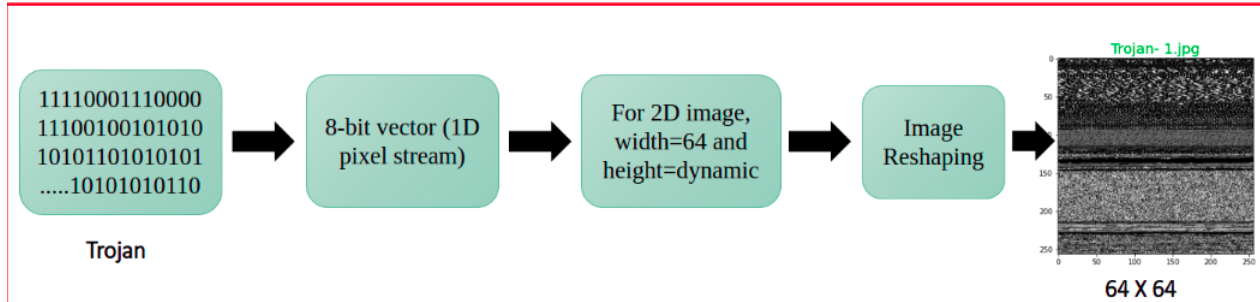 11110001110000
11100100101010
10101101010101
.....10101010110
Trojan
8-bit vector (1D
pixel stream)
For 2D image,
width=64 and
height=dynamic
Image
Reshaping
Trojan- 1.jpg
0
50
150
200
250
0 50 100 150 200 250
64 X 64